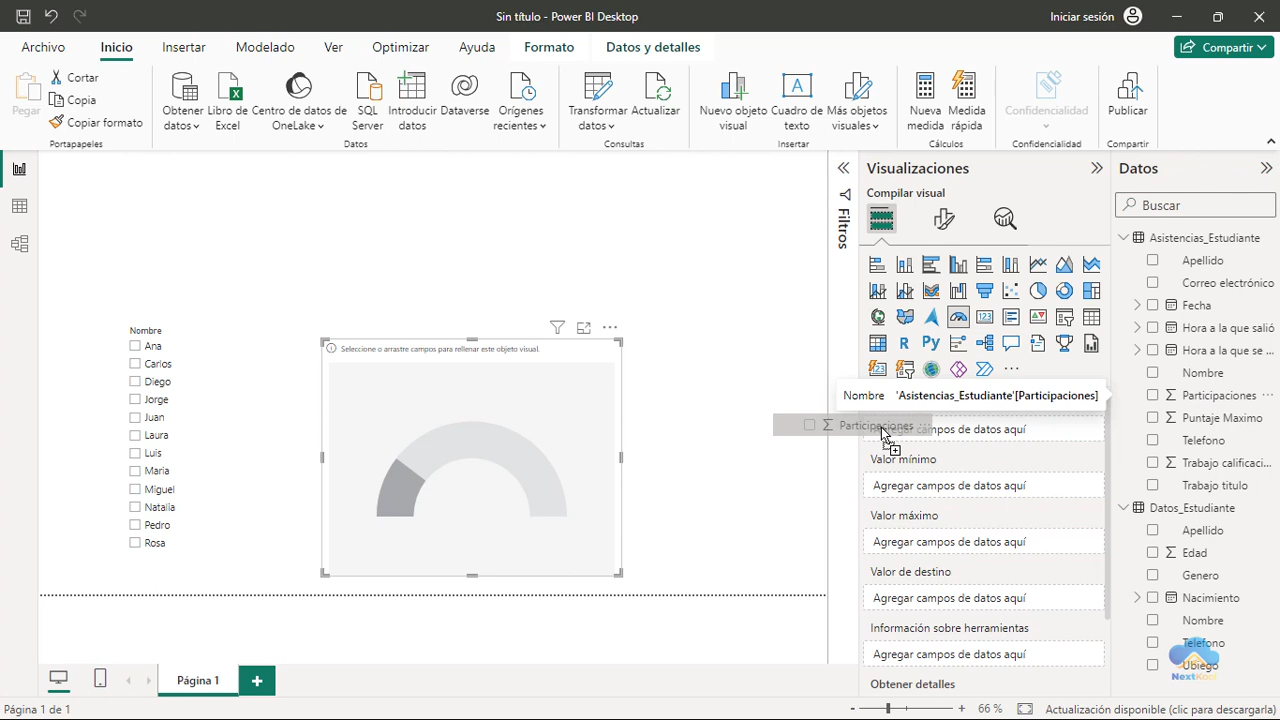 Sin título - Power BI Desktop
Iniciar sesión
Archivo
Inicio
Insertar
Modelado
Ver
Optimizar
Ayuda
Formato
Datos y detalles
Compartir
Pegar
Cortar
Copia
Copiar formato
Portapapeles
Obtener
datos
Libro de
Excel
Centro de datos de
OneLake
SQL
Server
Introducir
datos
Dataverse
Orígenes
recientes
Datos
Transformar
datos
Actualizar
Consultas
Nuevo objeto
visual
Cuadro de
texto
Más objetos
visuales
Insertar
Nueva
medida
Medida
rápida
Cálculos
Confidencialidad
Confidencialidad
Publicar
Compartir
Nombre
Ana
Carlos
Diego
Jorge
Juan
Laura
Luis
Maria
Miguel
Natalia
Pedro
Rosa
Seleccione o arrastre campos para rellenar este objeto visual.
Filtros
Visualizaciones
Compilar visual
Nombre 'Asistencias_Estudiante'[Participaciones]
Participaciones
campos de datos aquí
Valor mínimo
Agregar campos de datos aquí
Valor máximo
Agregar campos de datos aquí
Valor de destino
Agregar campos de datos aquí
Información sobre herramientas
Agregar campos de datos aquí
Obtener detalles
Datos
Buscar
Asistencias_Estudiante
Apellido
Correo electrónico
Fecha
Hora a la que salió
Hora a la que se ...
Nombre
Participaciones
Puntaje Maximo
Telefono
Trabajo calificaci...
Trabajo titulo
Datos_Estudiante
Apellido
Edad
Genero
Nacimiento
Nombre
Telefono
Ubiego
NextKool
Página 1
Página 1 de 1
66 %
Actualización disponible (clic para descargarla)